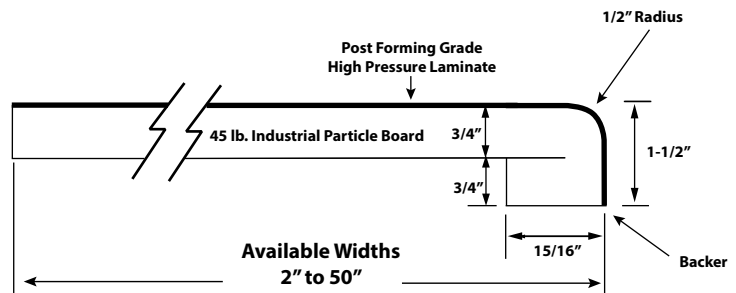 1/2” Radius
Post Forming Grade
High Pressure Laminate
45 lb. Industrial Particle Board
3/4”
1-1/2”
3/4”
15/16”
Backer
Available Widths
2” to 50”